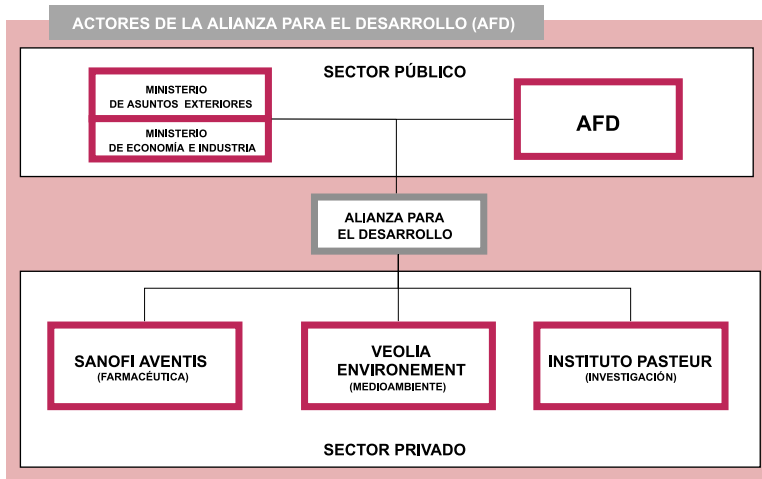 ACTORES DE LA ALIANZA PARA EL DESARROLLO (AFD)
SECTOR PÚBLICO
MINISTERIO
DE ASUNTOS EXTERIORES
MINISTERIO
DE ECONOMÍA E INDUSTRIA
AFD
ALIANZA PARA
EL DESARROLLO
SANOFI AVENTIS
(FARMACÉUTICA)
VEOLIA
ENVIRONEMENT
(MEDIOAMBIENTE)
INSTITUTO PASTEUR
(INVESTIGACIÓN)
SECTOR PRIVADO